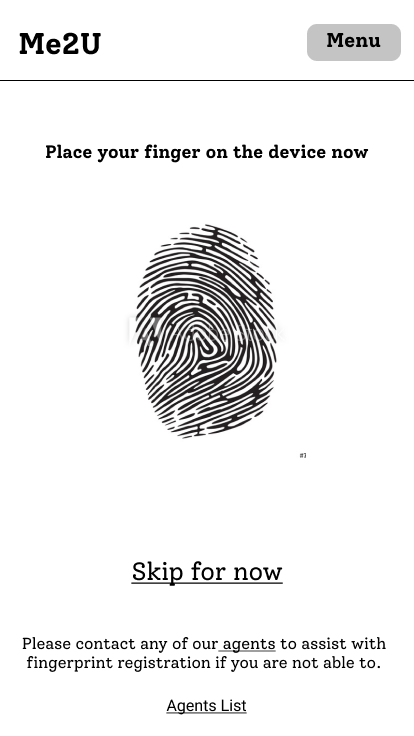 Me2U
Menu
Place your finger on the device now
#1
Skip for now
Please contact any of our agents to assist with
fingerprint registration if you are not able to.
Agents List